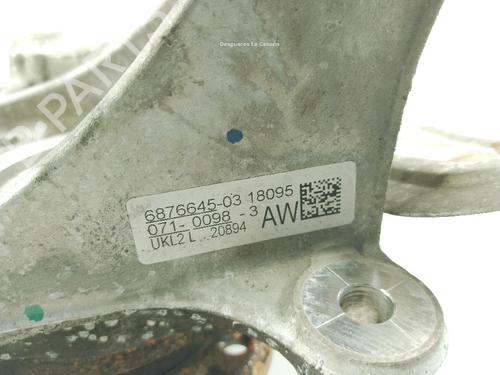 Desguaces La Cabaña
6876645-03 18095
071-0098 - 3
AW
UKL2 L ...20894